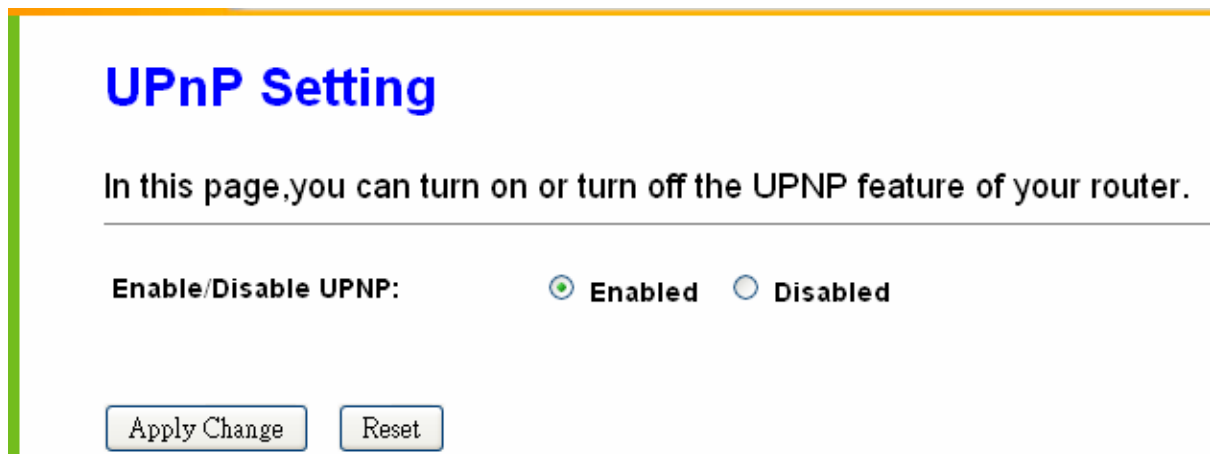 UPnP Setting
In this page,you can turn on or turn off the UPNP feature of your router.
Enable/Disable UPNP: Enabled Disabled
Apply Change Reset